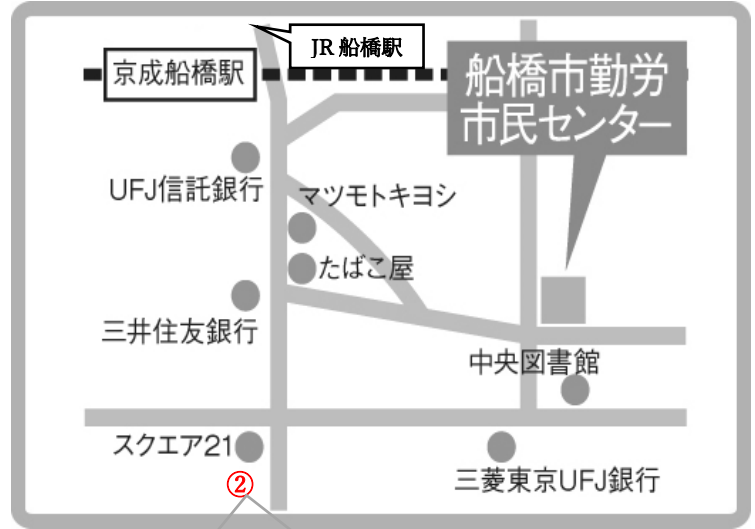 JR 船橋駅
京成船橋駅
船橋市勤労
市民センター
UFJ信託銀行
マツモトキヨシ
たばこ屋
三井住友銀行
中央図書館
スクエア21
三菱東京UFJ銀行
②